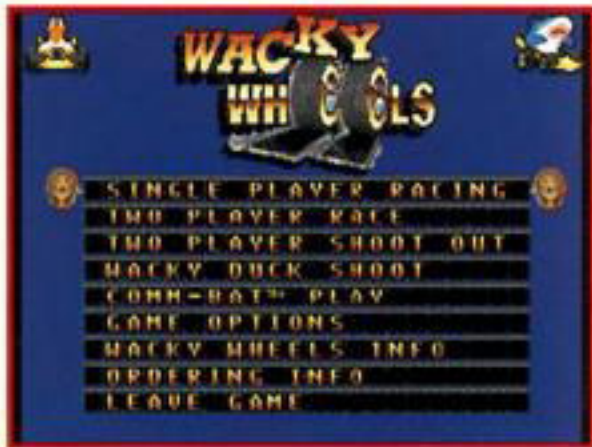 WACKY
WHEELS
SINGLE PLAYER RACING
TWO PLAYER RACE
TWO PLAYER SHOOT OUT
WACKY DUCK SHOOT
COMM-BAT™ PLAY
GAME OPTIONS
WACKY WHEELS INFO
ORDERING INFO
LEAVE GAME